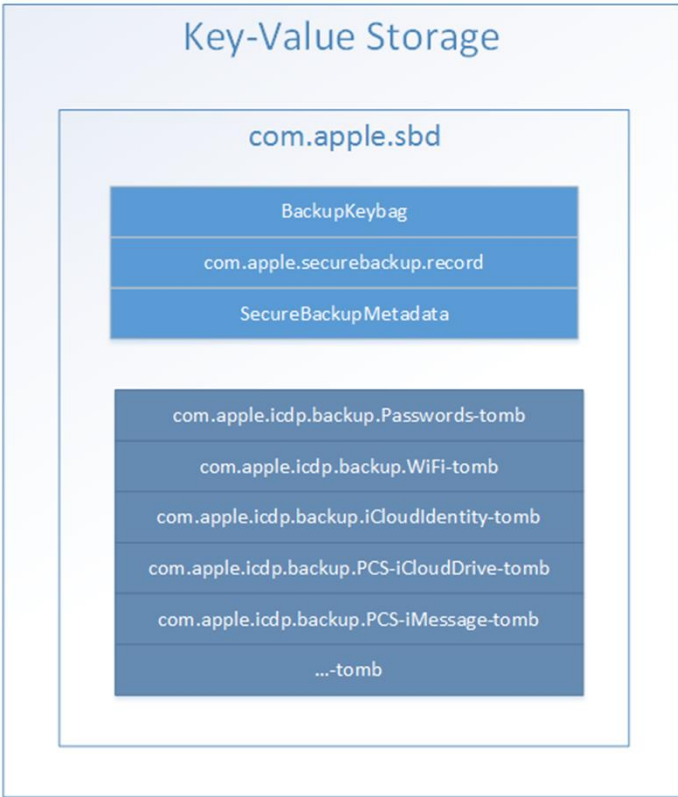 Key-Value Storage
com.apple.sbd
BackupKeybag
com.apple.securebackup.record
SecureBackupMetadata
com.apple.icdp.backup.Passwords-tomb
com.apple.icdp.backup.WiFi-tomb
com.apple.icdp.backup.iCloudIdentity-tomb
com.apple.icdp.backup.PCS-iCloudDrive-tomb
com.apple.icdp.backup.PCS-iMessage-tomb
...-tomb